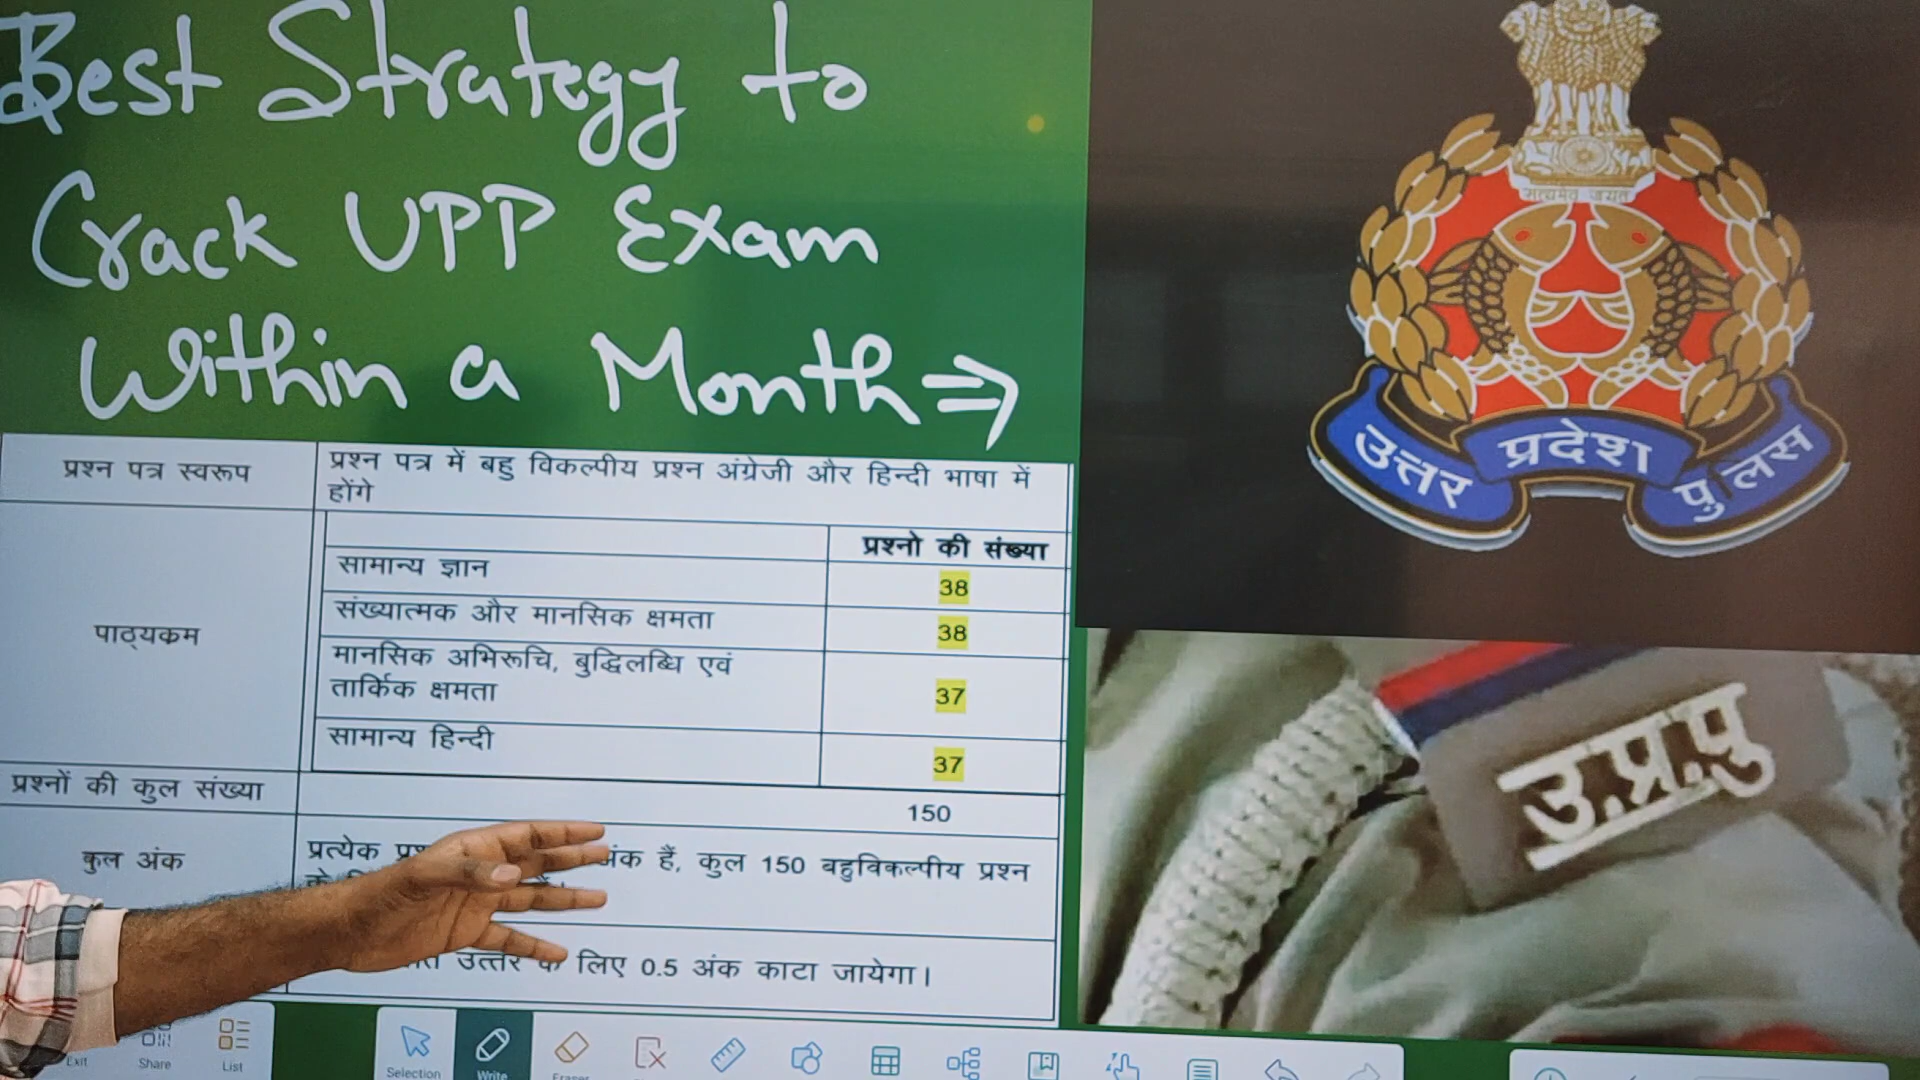 Best Strategy to
Crack UPP Exam
Within a Month ⇒
प्रश्न पत्र स्वरूप
प्रश्न पत्र में बहु विकल्पीय प्रश्न अंग्रेजी और हिन्दी भाषा में
होंगे
पाठ्यक्रम
प्रश्नो की संख्या
सामान्य ज्ञान 38
संख्यात्मक और मानसिक क्षमता 38
मानसिक अभिरूचि, बुद्धिलब्धि एवं
तार्किक क्षमता 37
सामान्य हिन्दी 37
प्रश्नों की कुल संख्या 150
कुल अंक
प्रत्येक अंक हैं, कुल 150 बहुविकल्पीय प्रश्न
उत्तर के लिए 0.5 अंक काटा जायेगा।
Exit Share List Selection Write
सत्यमेव जयते
उत्तर प्रदेश पुलिस
उ.प्र.पु